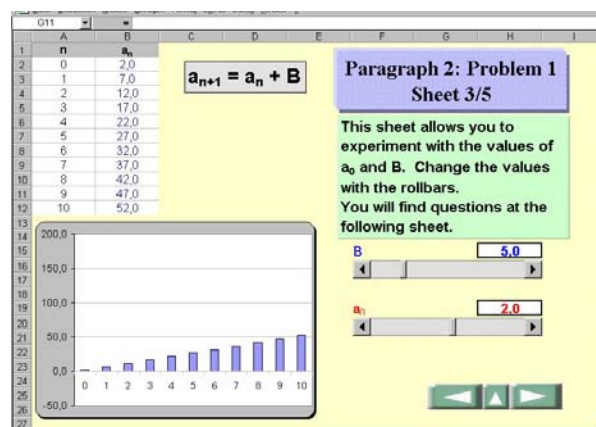 G11 =
A B C D E F G H I
1 n aₙ
2 0 2,0
3 1 7,0
4 2 12,0
5 3 17,0
6 4 22,0
7 5 27,0
8 6 32,0
9 7 37,0
10 8 42,0
11 9 47,0
12 10 52,0
13
14
15
16
17
18
19
20
21
22
23
24
25
26
27
aₙ₊₁ = aₙ + B
Paragraph 2: Problem 1
Sheet 3/5
This sheet allows you to
experiment with the values of
a₀ and B. Change the values
with the rollbars.
You will find questions at the
following sheet.
B 5,0
aₙ 2,0
200,0
150,0
100,0
50,0
0,0
-50,0
0 1 2 3 4 5 6 7 8 9 10